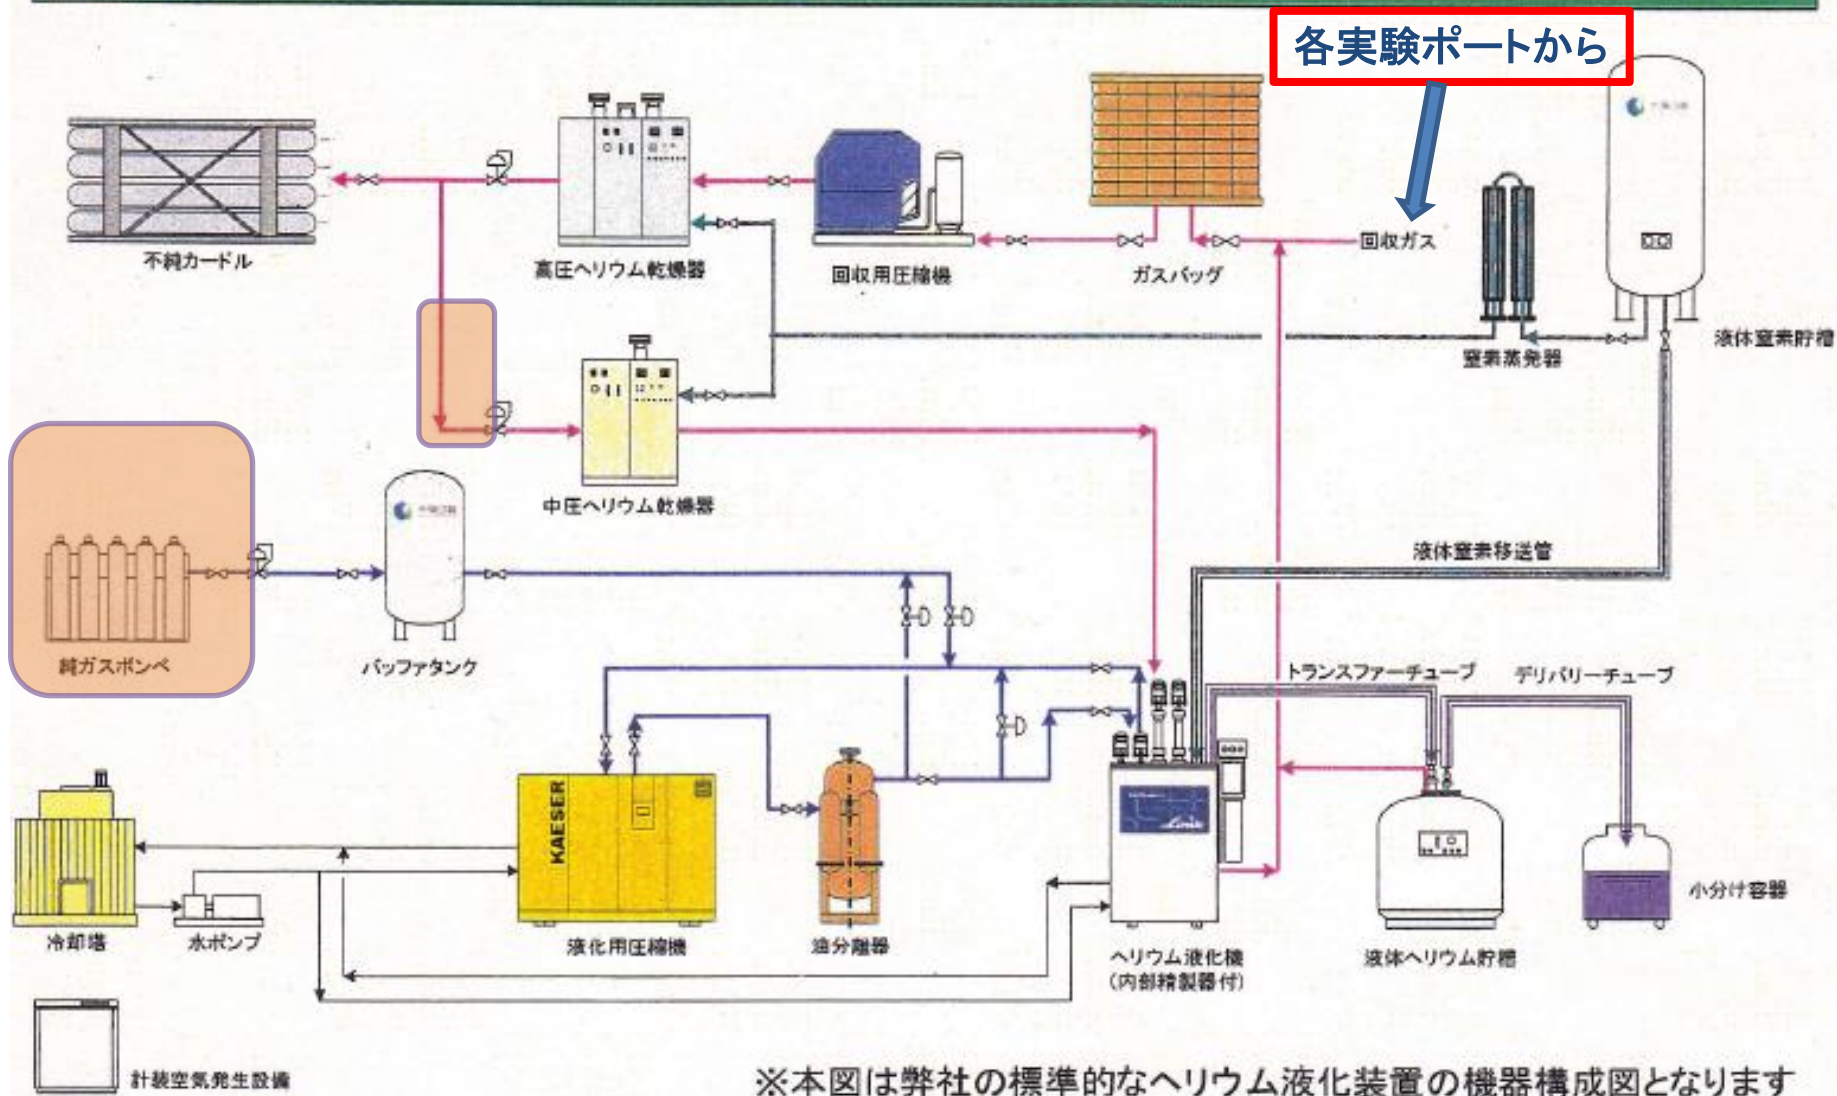 各実験ポートから
不純カードル
高圧ヘリウム乾燥器
回収用圧縮機
ガスバッグ
回収ガス
窒素蒸発器
液体窒素貯槽
中圧ヘリウム乾燥器
液体窒素移送管
純ガスボンベ
バッファタンク
トランスファーチューブ
デリバリーチューブ
KAESER
Linde
冷却塔
水ポンプ
液化用圧縮機
油分離器
ヘリウム液化機
(内部精製器付)
液体ヘリウム貯槽
小分け容器
計装空気発生設備
※本図は弊社の標準的なヘリウム液化装置の機器構成図となります